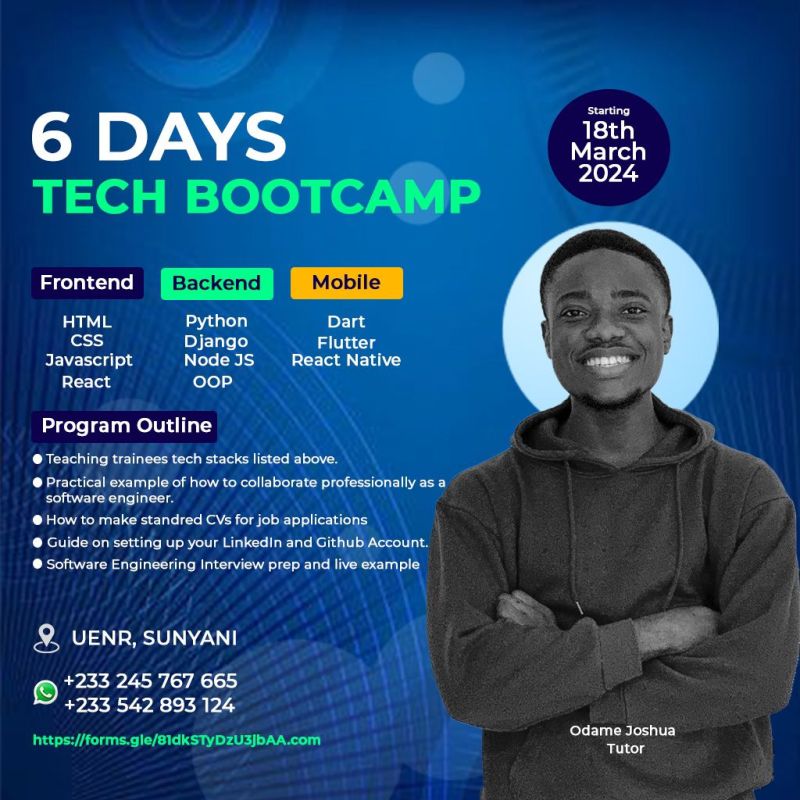 6 DAYS
TECH BOOTCAMP
Starting
18th
March
2024
Frontend
HTML
CSS
Javascript
React
Backend
Python
Django
Node JS
OOP
Mobile
Dart
Flutter
React Native
Program Outline
Teaching trainees tech stacks listed above.
Practical example of how to collaborate professionally as a
software engineer.
How to make standred CVs for job applications
Guide on setting up your LinkedIn and Github Account.
Software Engineering Interview prep and live example
UENR, SUNYANI
+233 245 767 665
+233 542 893 124
https://forms.gle/81dkSTyDzU3jbAA.com
Odame Joshua
Tutor